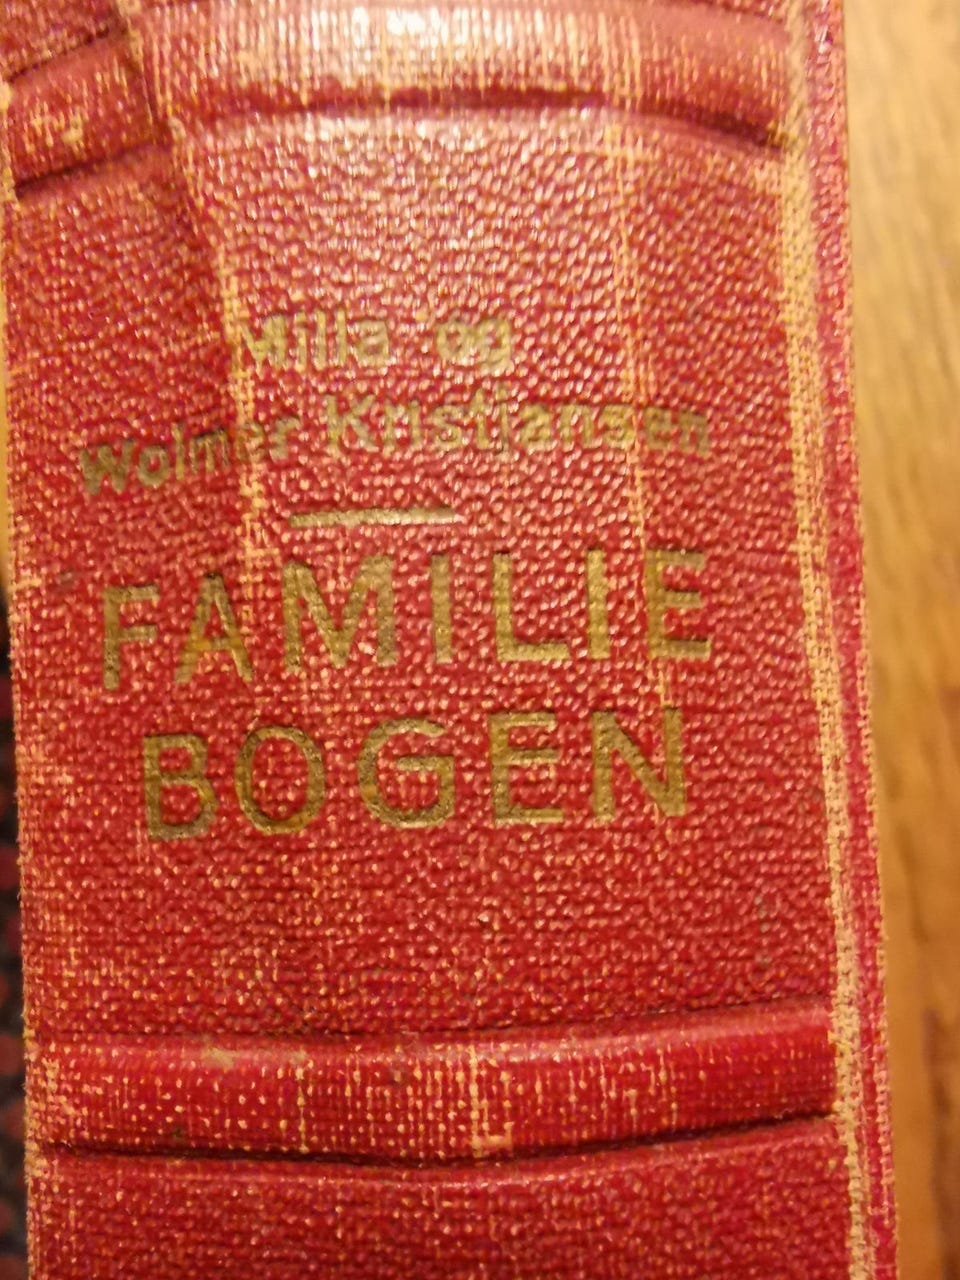 Milla og
Wolmer Kristjansen
FAMILIE
BOGEN